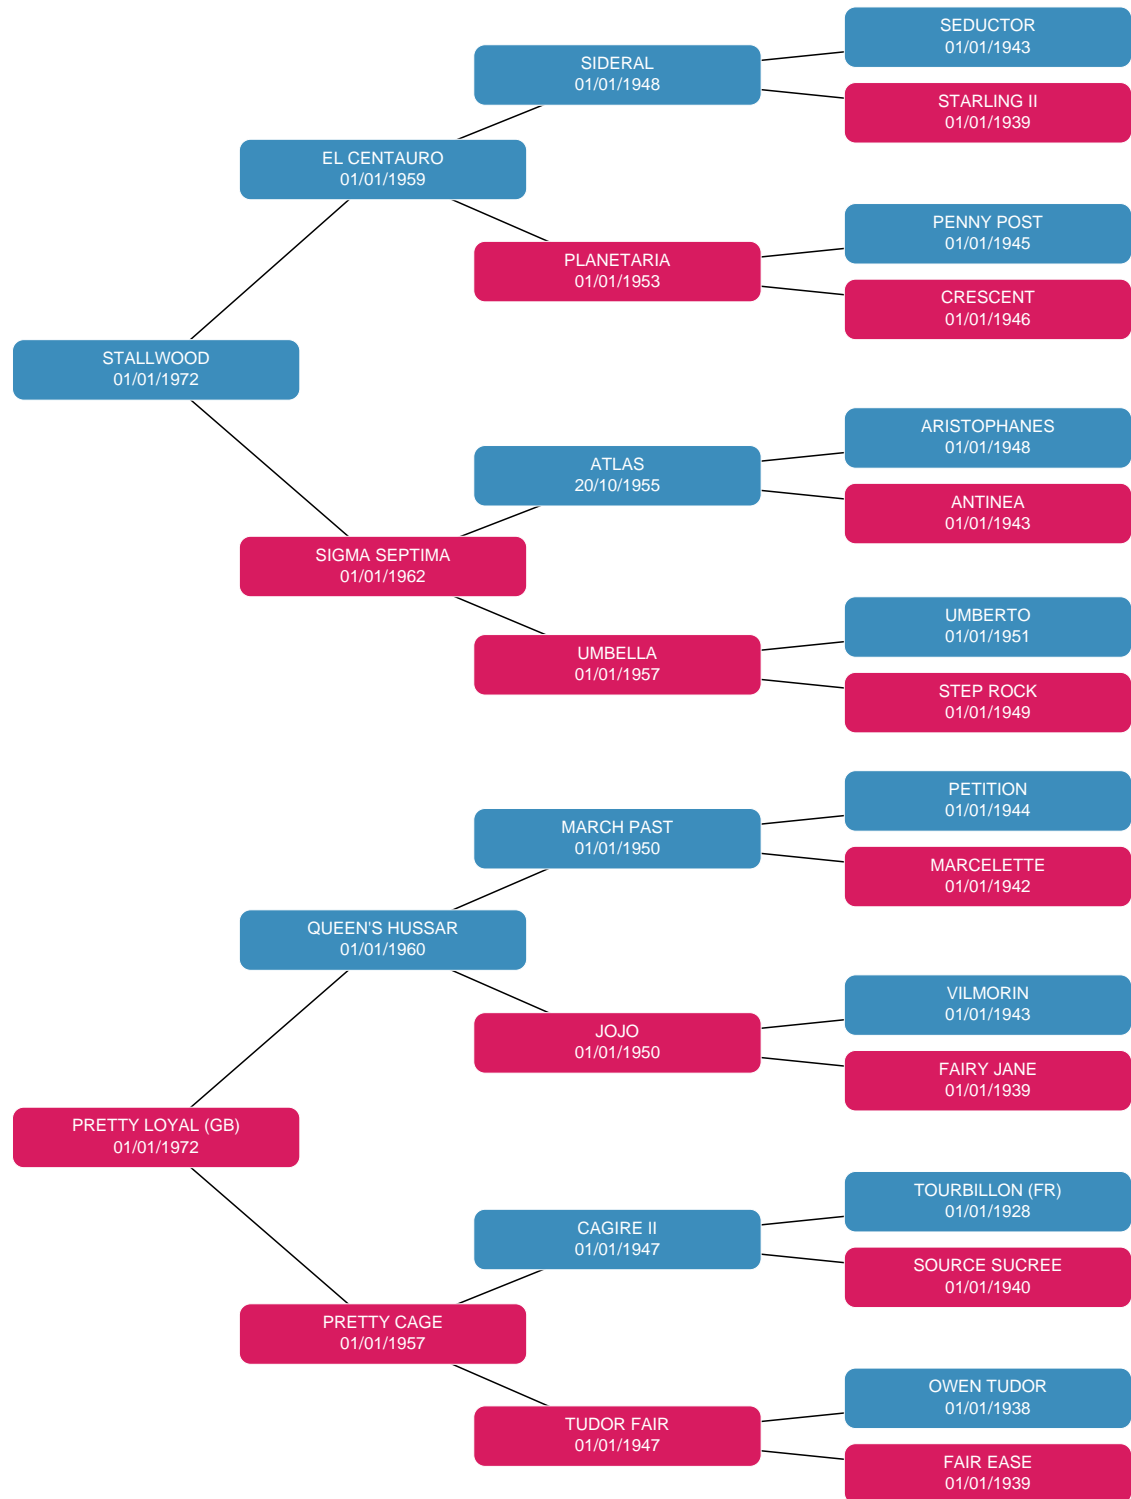 SEDUCTOR
01/01/1943
SIDERAL
01/01/1948
STARLING II
01/01/1939
EL CENTAURO
01/01/1959
PENNY POST
01/01/1945
PLANETARIA
01/01/1953
CRESCENT
01/01/1946
STALLWOOD
01/01/1972
ARISTOPHANES
01/01/1948
ATLAS
20/10/1955
ANTINEA
01/01/1943
SIGMA SEPTIMA
01/01/1962
UMBERTO
01/01/1951
UMBELLA
01/01/1957
STEP ROCK
01/01/1949
PETITION
01/01/1944
MARCH PAST
01/01/1950
MARCELETTE
01/01/1942
QUEEN'S HUSSAR
01/01/1960
VILMORIN
01/01/1943
JOJO
01/01/1950
FAIRY JANE
01/01/1939
PRETTY LOYAL (GB)
01/01/1972
TOURBILLON (FR)
01/01/1928
CAGIRE II
01/01/1947
SOURCE SUCREE
01/01/1940
PRETTY CAGE
01/01/1957
OWEN TUDOR
01/01/1938
TUDOR FAIR
01/01/1947
FAIR EASE
01/01/1939